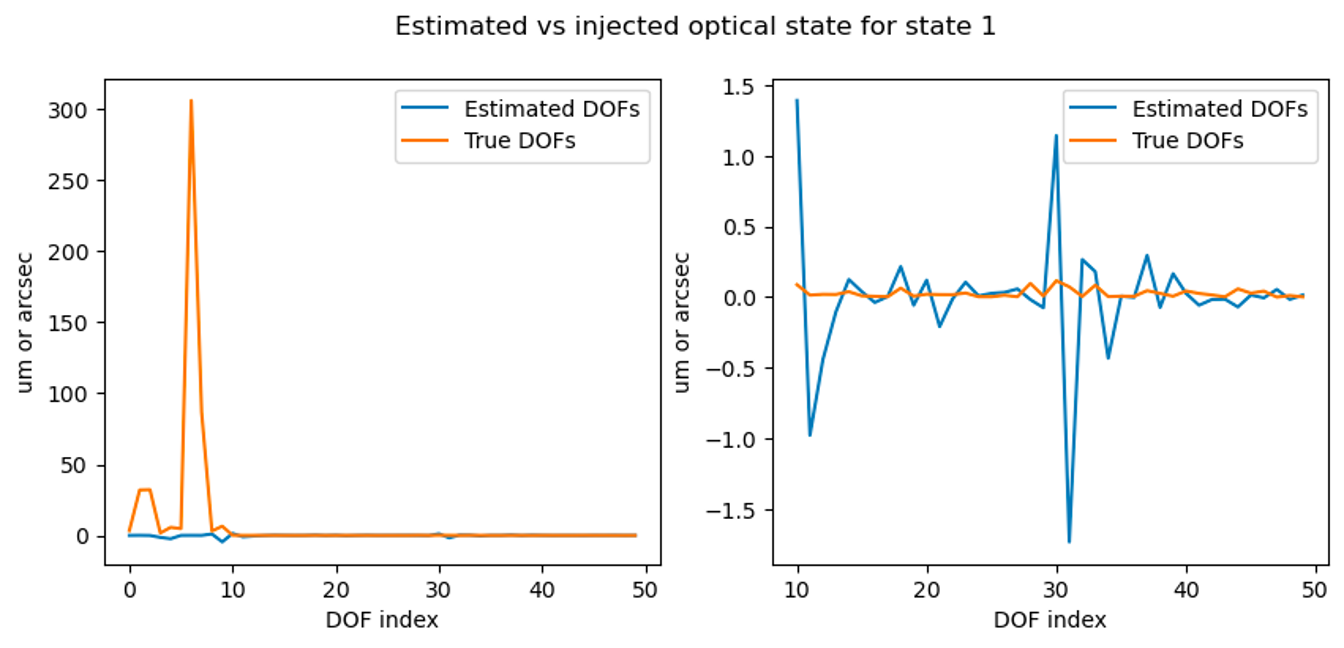 Estimated vs injected optical state for state 1
um or arcsec
300
250
200
150
100
50
0
0
10
20
30
40
50
DOF index
Estimated DOFs
True DOFs
um or arcsec
1.5
1.0
0.5
0.0
−0.5
−1.0
−1.5
10
20
30
40
50
DOF index
Estimated DOFs
True DOFs